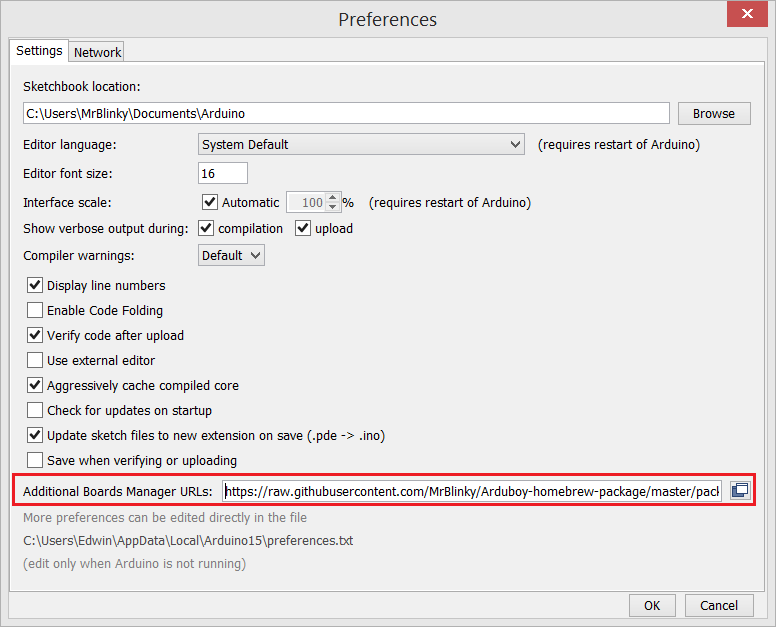 Preferences
Settings Network
Sketchbook location:
C:\Users\MrBlinky\Documents\Arduino Browse
Editor language: System Default (requires restart of Arduino)
Editor font size: 16
Interface scale: Automatic 100 % (requires restart of Arduino)
Show verbose output during: compilation upload
Compiler warnings: Default
Display line numbers
Enable Code Folding
Verify code after upload
Use external editor
Aggressively cache compiled core
Check for updates on startup
Update sketch files to new extension on save (.pde -> .ino)
Save when verifying or uploading
Additional Boards Manager URLs: https://raw.githubusercontent.com/MrBlinky/Arduboy-homebrew-package/master/pack
More preferences can be edited directly in the file
C:\Users\Edwin\AppData\Local\Arduino15\preferences.txt
(edit only when Arduino is not running)
OK Cancel